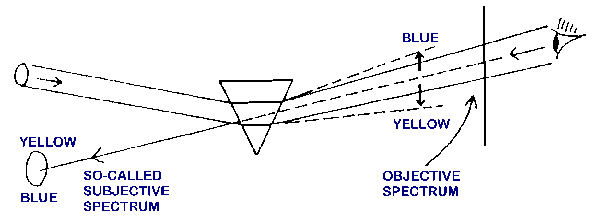 BLUE
YELLOW
YELLOW
BLUE
SO-CALLED
SUBJECTIVE
SPECTRUM
OBJECTIVE
SPECTRUM